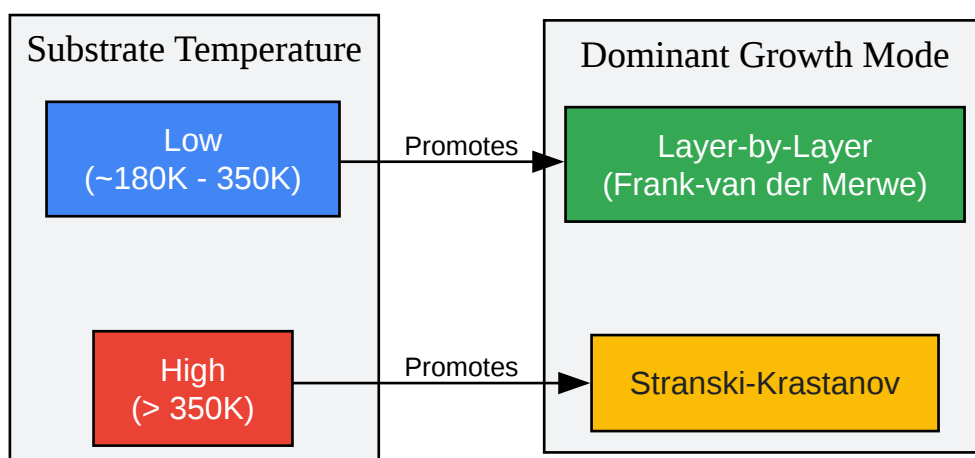 Substrate Temperature
Low
(~180K - 350K)
High
(> 350K)
Promotes
Promotes
Dominant Growth Mode
Layer-by-Layer
(Frank-van der Merwe)
Stranski-Krastanov